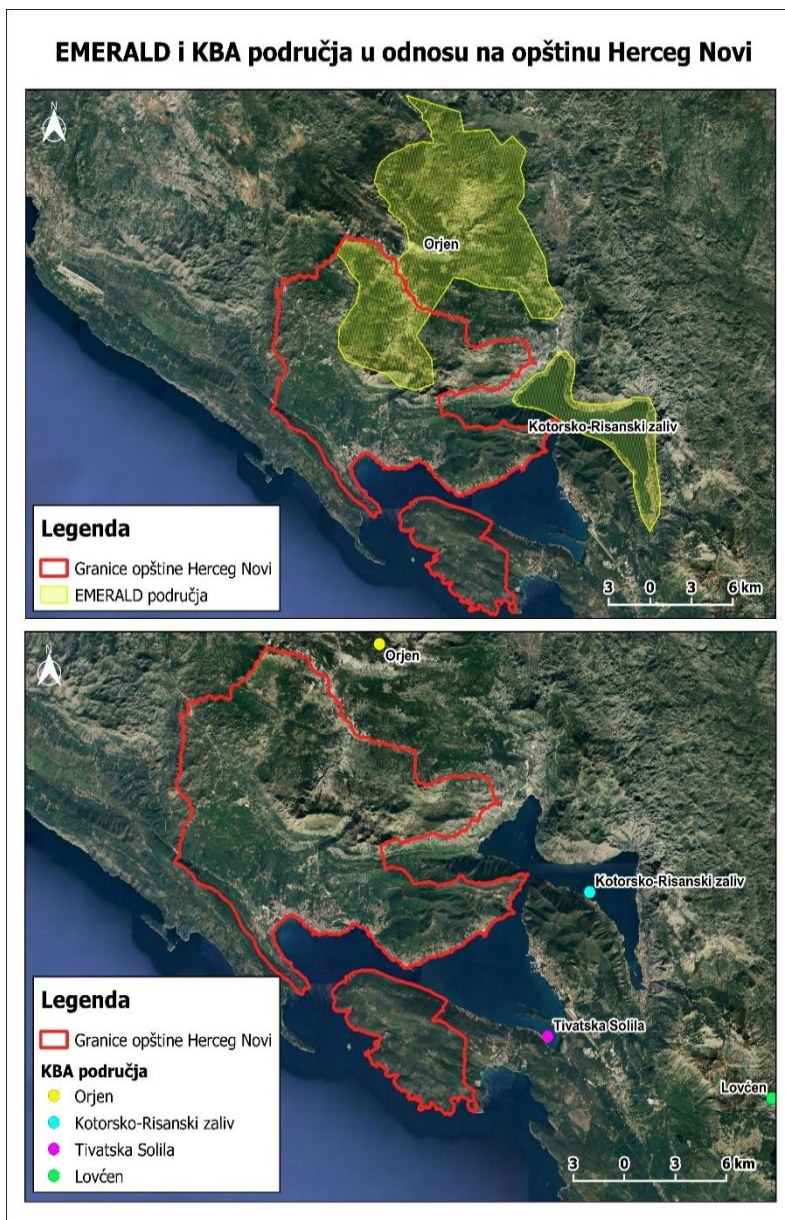 EMERALD i KBA područja u odnosu na opštinu Herceg Novi
N
Orjen
Kotorsko-Risanski zaliv
Legenda
Granice opštine Herceg Novi
EMERALD područja
3 0 3 6 km
N
Orjen
Kotorsko-Risanski zaliv
Tivatska Solila
Lovćen
Legenda
Granice opštine Herceg Novi
KBA područja
Orjen
Kotorsko-Risanski zaliv
Tivatska Solila
Lovćen
3 0 3 6 km